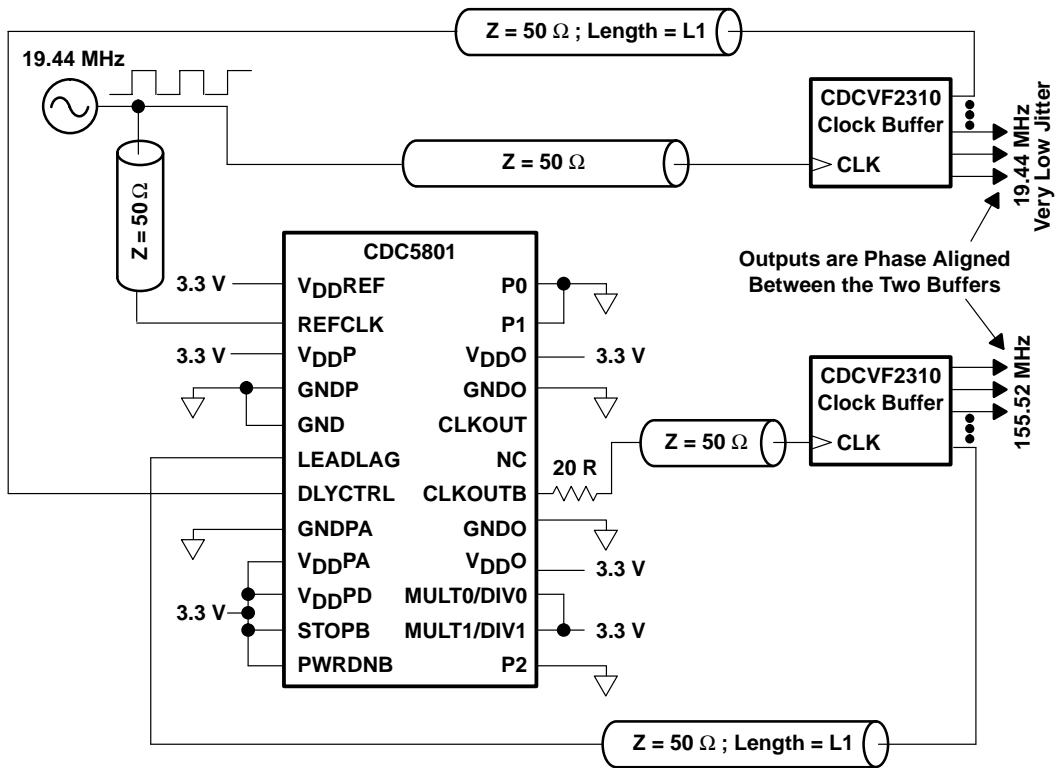 Z = 50 Ω ; Length = L1
19.44 MHz
CDCVF2310
Clock Buffer
CLK
19.44 MHz
Very Low Jitter
Z = 50 Ω
Z = 50 Ω
Outputs are Phase Aligned
Between the Two Buffers
CDC5801
3.3 V
VDDREF
P0
REFCLK
P1
3.3 V
VDDP
VDDO
3.3 V
GNDP
GNDO
GND
CLKOUT
LEADLAG
NC
DLYCTRL
CLKOUTB
20 R
Z = 50 Ω
CDCVF2310
Clock Buffer
CLK
155.52 MHz
GNDPA
GNDO
VDDPA
VDDO
3.3 V
VDDPD
MULT0/DIV0
3.3 V
STOPB
MULT1/DIV1
3.3 V
PWRDNB
P2
Z = 50 Ω ; Length = L1